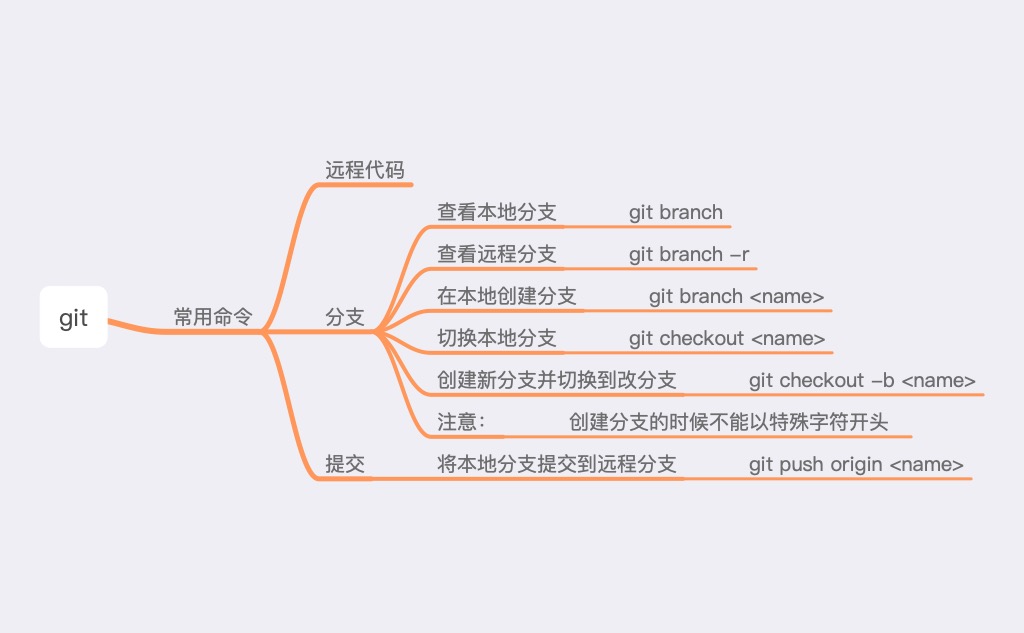 git
常用命令
远程代码
分支
查看本地分支 git branch
查看远程分支 git branch -r
在本地创建分支 git branch <name>
切换本地分支 git checkout <name>
创建新分支并切换到改分支 git checkout -b <name>
注意： 创建分支的时候不能以特殊字符开头
提交 将本地分支提交到远程分支 git push origin <name>